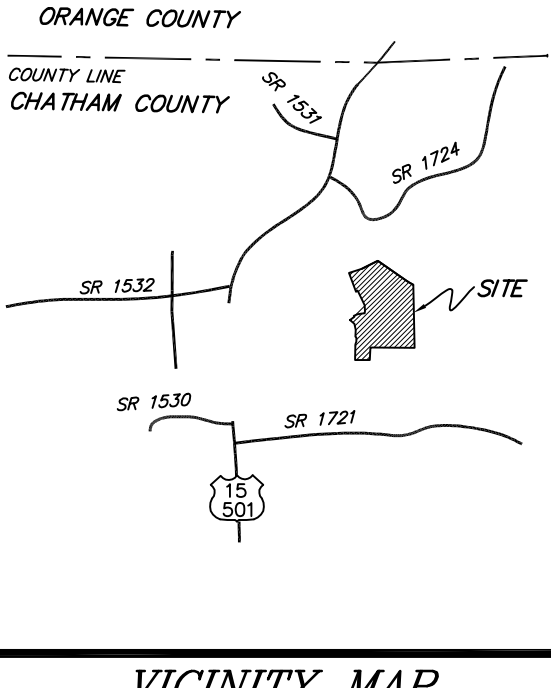 ORANGE COUNTY
COUNTY LINE
CHATHAM COUNTY
SR 1531
SR 1724
SR 1532
SITE
SR 1530
SR 1721
15
501
VICINITY MAP